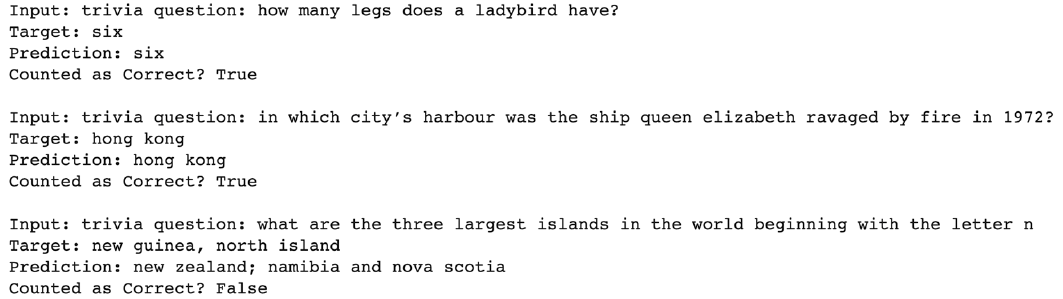 Input: trivia question: how many legs does a ladybird have?
Target: six
Prediction: six
Counted as Correct? True
Input: trivia question: in which city's harbour was the ship queen elizabeth ravaged by fire in 1972?
Target: hong kong
Prediction: hong kong
Counted as Correct? True
Input: trivia question: what are the three largest islands in the world beginning with the letter n
Target: new guinea, north island
Prediction: new zealand; namibia and nova scotia
Counted as Correct? False